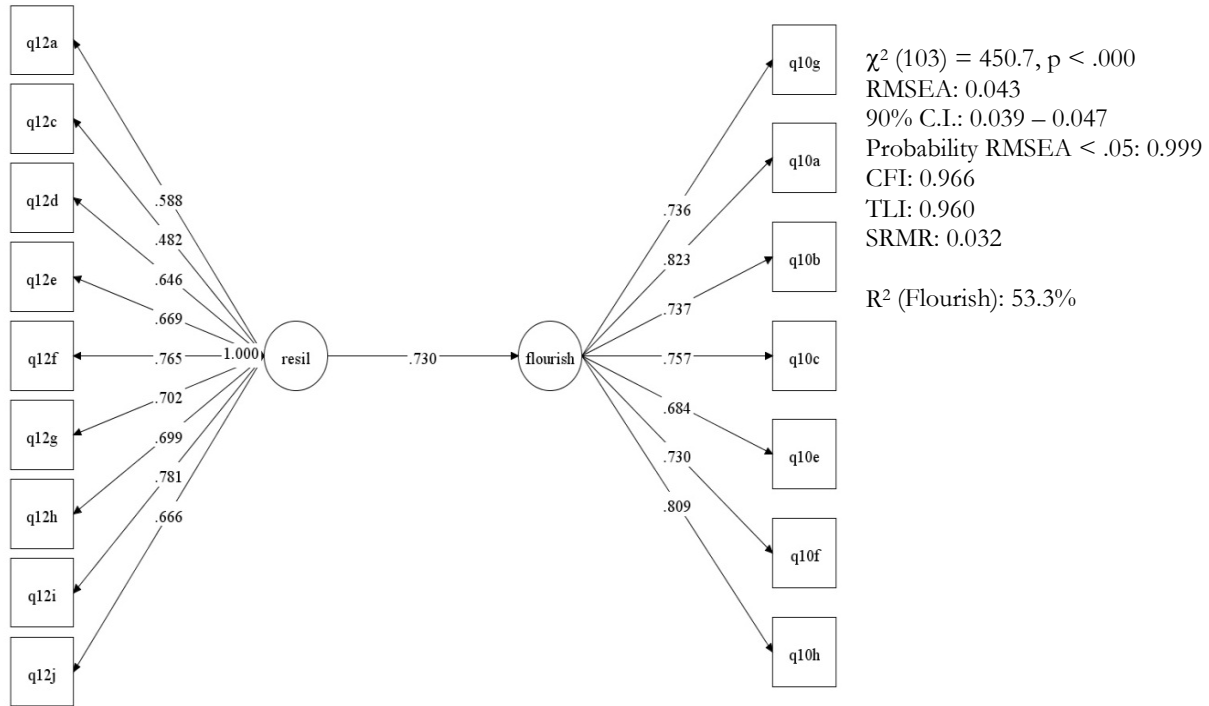 q12a
q12c
q12d
q12e
q12f
q12g
q12h
q12i
q12j
.588
.482
.646
.669
.765
.702
.699
.781
.666
1.000
resil
.730
flourish
.736
.823
.737
.757
.684
.730
.809
q10g
q10a
q10b
q10c
q10e
q10f
q10h
χ² (103) = 450.7, p < .000
RMSEA: 0.043
90% C.I.: 0.039 – 0.047
Probability RMSEA < .05: 0.999
CFI: 0.966
TLI: 0.960
SRMR: 0.032
R² (Flourish): 53.3%